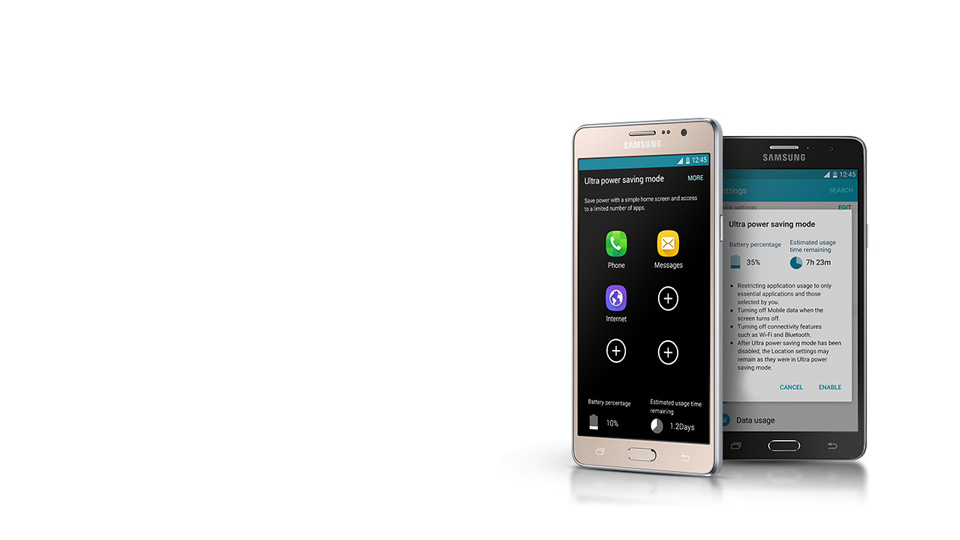 SAMSUNG
12:45
Ultra power saving mode
MORE
Save power with a simple home screen and access
to a limited number of apps.
Phone
Messages
Internet
Battery percentage
10%
Estimated usage time
remaining
1.2Days
SAMSUNG
12:45
ettings
SEARCH
ck settings
EDIT
Ultra power saving mode
Battery percentage
35%
Estimated usage
time remaining
7h 23m
• Restricting application usage to only
essential applications and those
selected by you.
• Turning off Mobile data when the
screen turns off.
• Turning off connectivity features
such as Wi-Fi and Bluetooth.
• After Ultra power saving mode has been
disabled, the Location settings may
remain as they were in Ultra power
saving mode.
CANCEL
ENABLE
Data usage